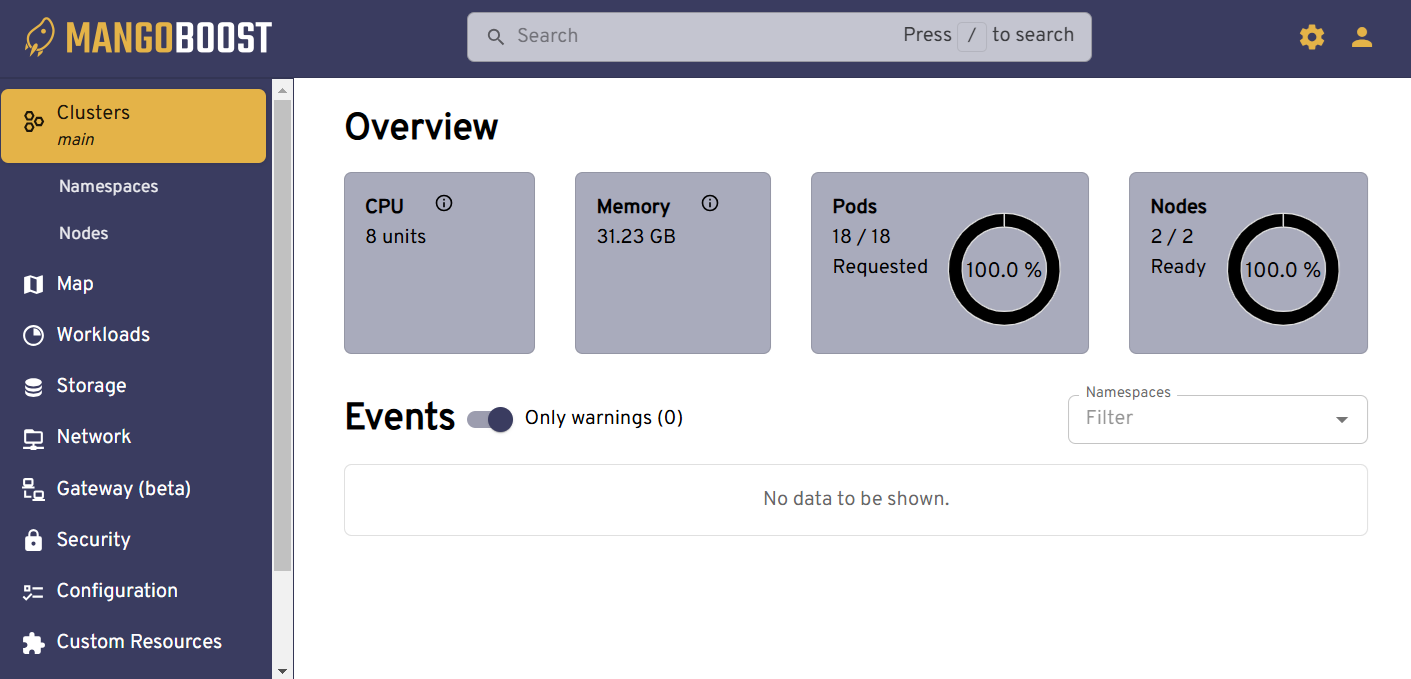 MANGOBOOST
Search
Press / to search
Clusters
main
Namespaces
Nodes
Map
Workloads
Storage
Network
Gateway (beta)
Security
Configuration
Custom Resources
Overview
CPU
8 units
Memory
31.23 GB
Pods
18 / 18
Requested
100.0 %
Nodes
2 / 2
Ready
100.0 %
Events
Only warnings (0)
Namespaces
Filter
No data to be shown.